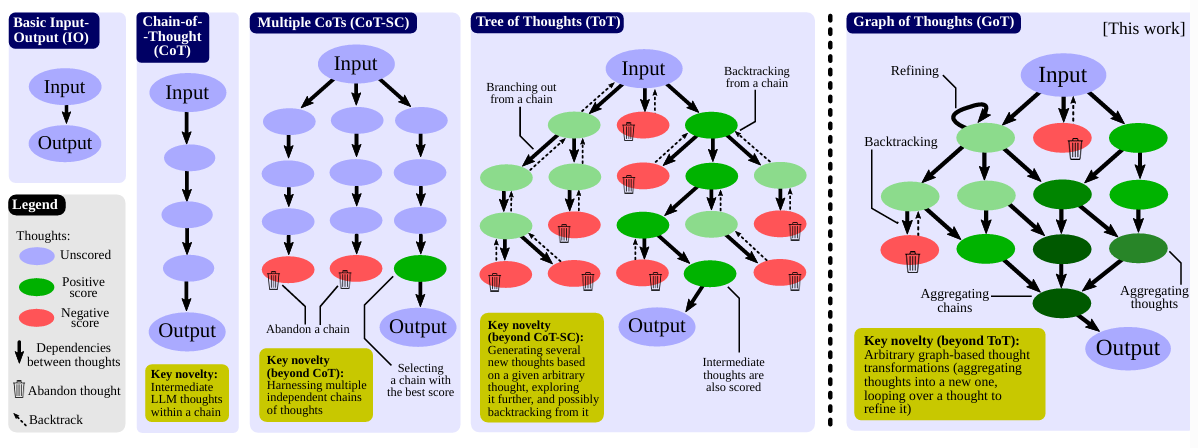 Basic Input-
Output (IO)
Input
Output
Legend
Thoughts:
Unscored
Positive
score
Negative
score
Dependencies
between thoughts
Abandon thought
Backtrack
Chain-of-
-Thought
(CoT)
Input
Output
Key novelty:
Intermediate
LLM thoughts
within a chain
Multiple CoTs (CoT-SC)
Input
Abandon a chain
Output
Key novelty
(beyond CoT):
Harnessing multiple
independent chains
of thoughts
Selecting
a chain with
the best score
Tree of Thoughts (ToT)
Input
Branching out
from a chain
Backtracking
from a chain
Output
Key novelty
(beyond CoT-SC):
Generating several
new thoughts based
on a given arbitrary
thought, exploring
it further, and possibly
backtracking from it
Intermediate
thoughts are
also scored
Graph of Thoughts (GoT)
[This work]
Refining
Input
Backtracking
Aggregating
chains
Aggregating
thoughts
Output
Key novelty (beyond ToT):
Arbitrary graph-based thought
transformations (aggregating
thoughts into a new one,
looping over a thought to
refine it)